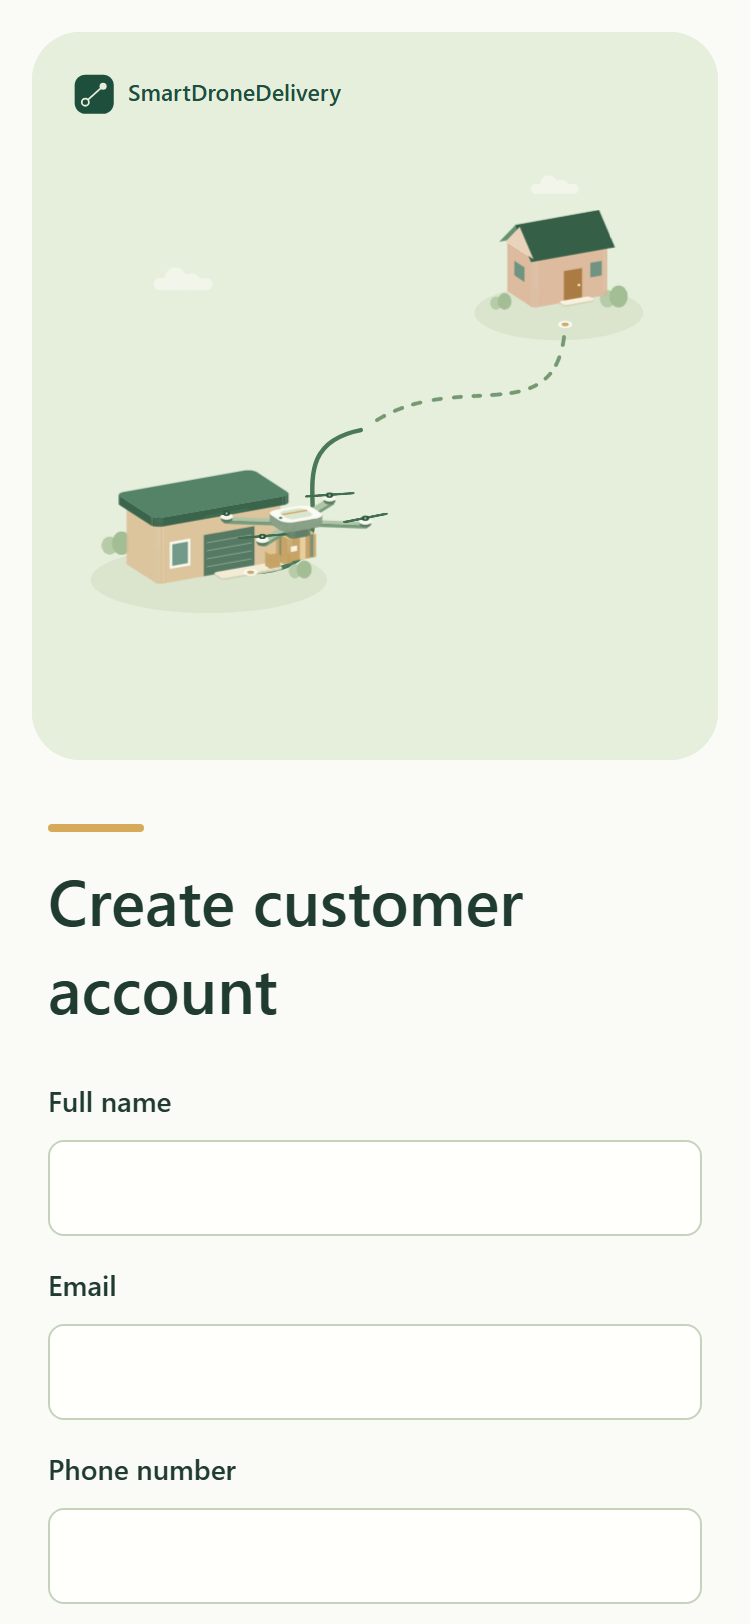 SmartDroneDelivery
Create customer
account
Full name
Email
Phone number